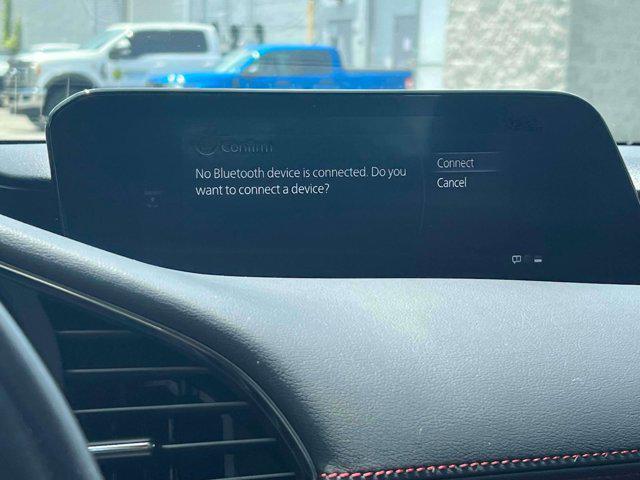 Confirm
No Bluetooth device is connected. Do you
want to connect a device?
Connect
Cancel